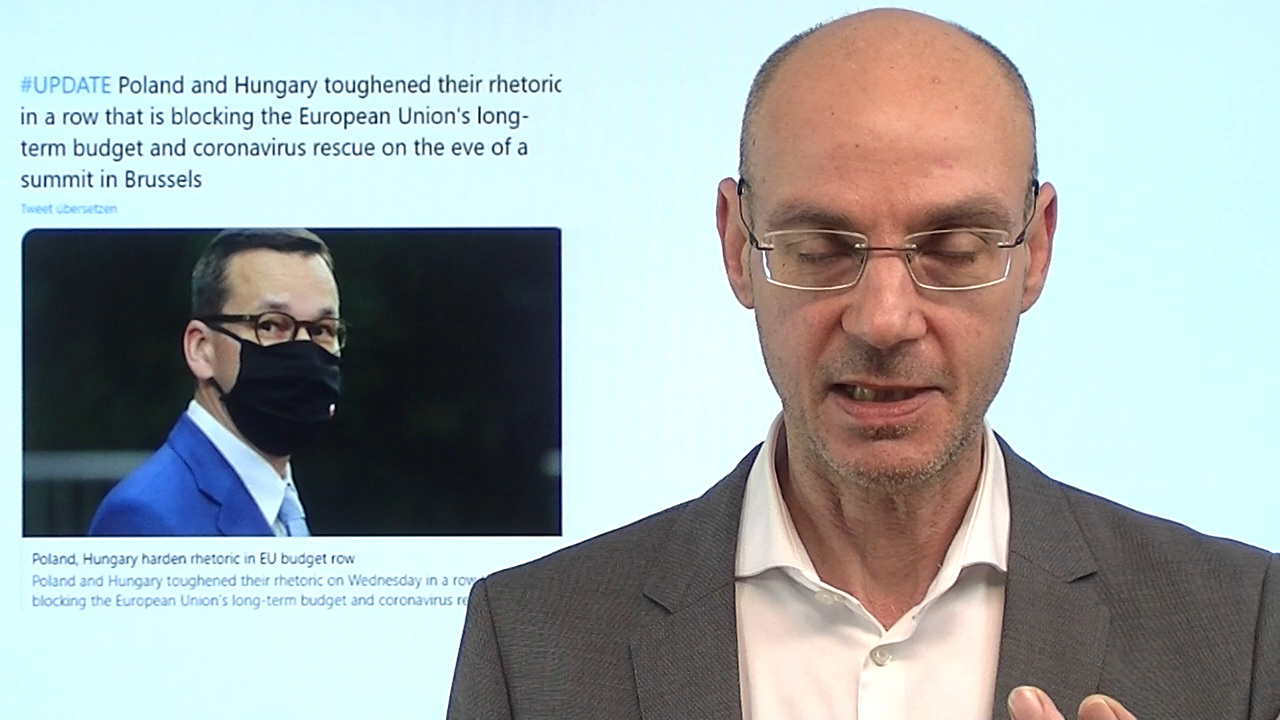 #UPDATE Poland and Hungary toughened their rhetoric
in a row that is blocking the European Union's long-
term budget and coronavirus rescue on the eve of a
summit in Brussels
Tweet übersetzen
Poland, Hungary harden rhetoric in EU budget row
Poland and Hungary toughened their rhetoric on Wednesday in a row
blocking the European Union's long-term budget and coronavirus re